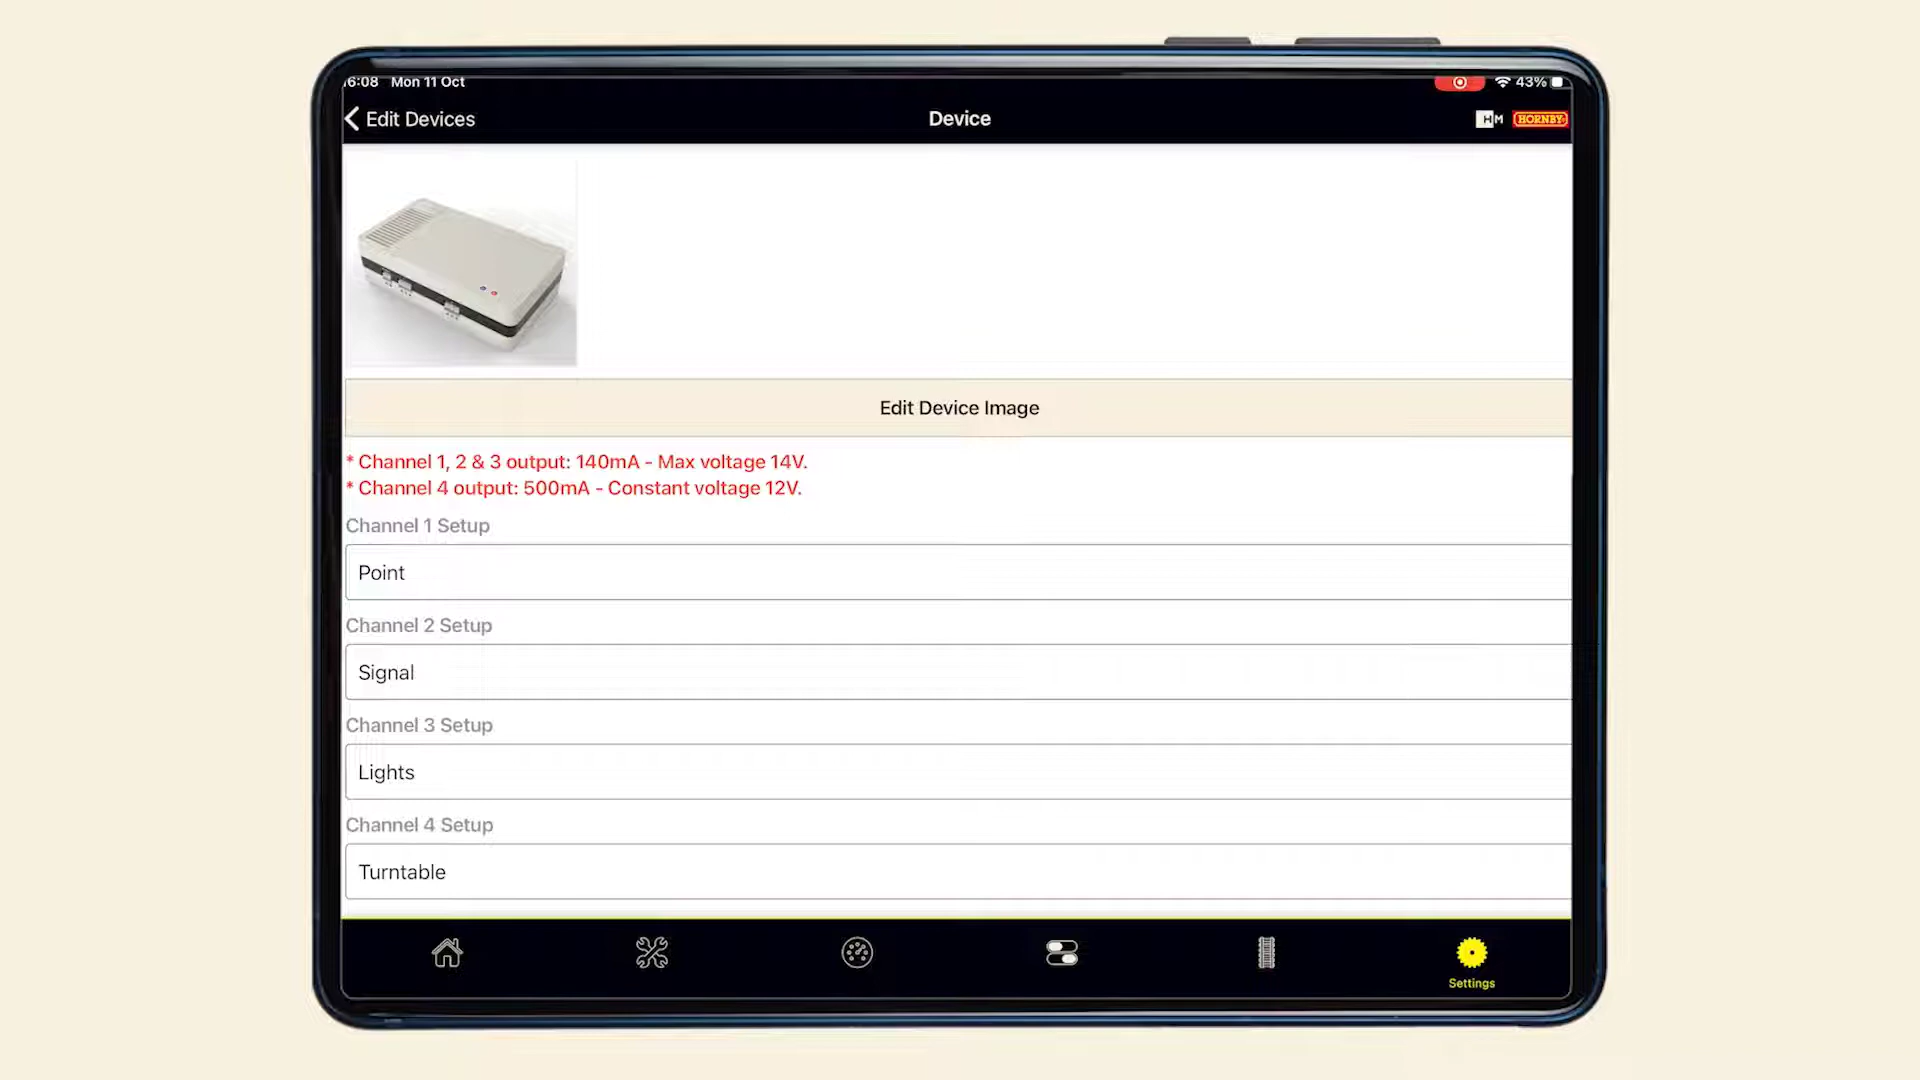 16:08 Mon 11 Oct
43%
Edit Devices
Device
HM
HORNBY
Edit Device Image
* Channel 1, 2 & 3 output: 140mA - Max voltage 14V.
* Channel 4 output: 500mA - Constant voltage 12V.
Channel 1 Setup
Point
Channel 2 Setup
Signal
Channel 3 Setup
Lights
Channel 4 Setup
Turntable
Settings